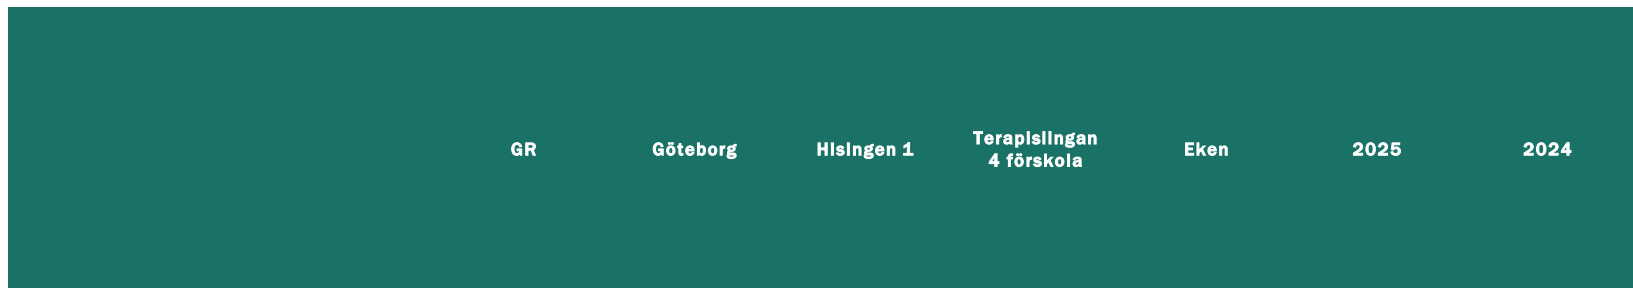 GR Göteborg Hisingen 1 Terapislingan
4 förskola Eken 2025 2024